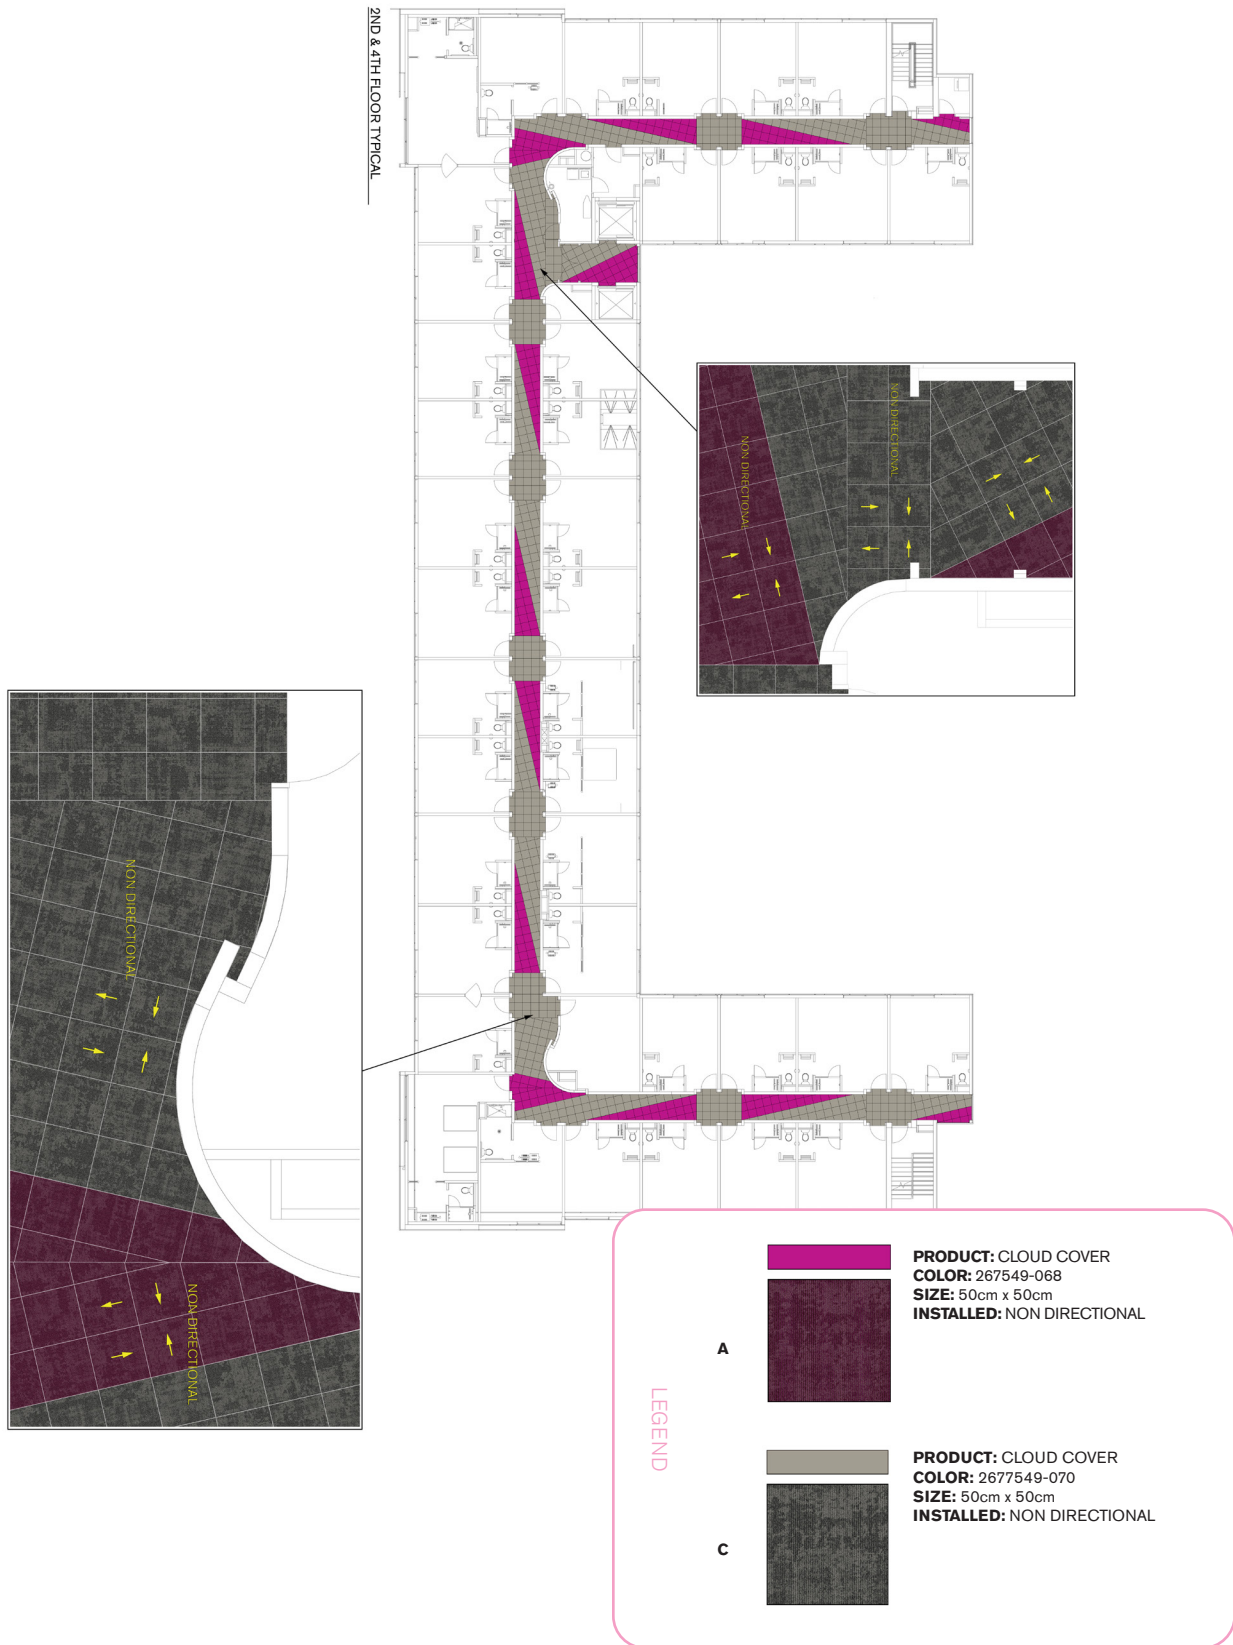 2ND & 4TH FLOOR TYPICAL
NON DIRECTIONAL
NON DIRECTIONAL
NON DIRECTIONAL
NON DIRECTIONAL
LEGEND
A
PRODUCT: CLOUD COVER
COLOR: 267549-068
SIZE: 50cm x 50cm
INSTALLED: NON DIRECTIONAL
C
PRODUCT: CLOUD COVER
COLOR: 2677549-070
SIZE: 50cm x 50cm
INSTALLED: NON DIRECTIONAL